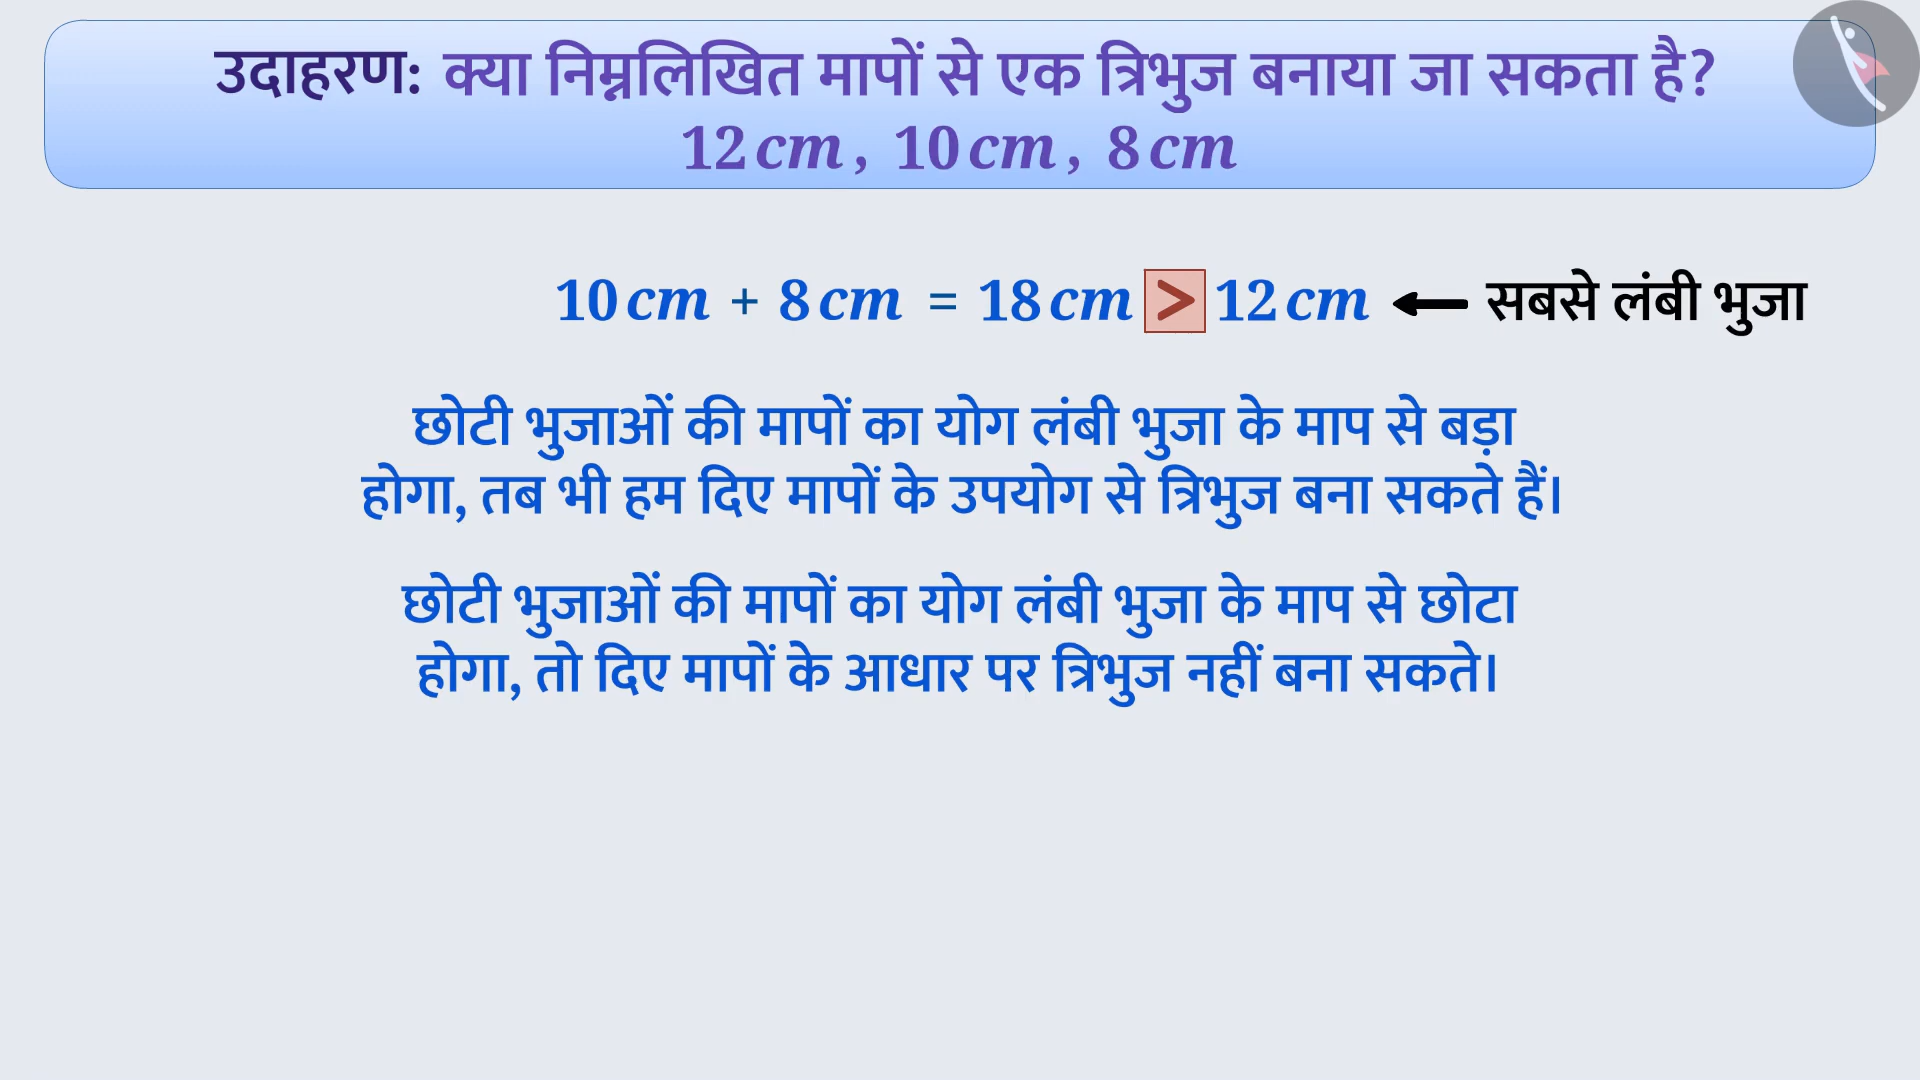 उदाहरण: क्या निम्नलिखित मापों से एक त्रिभुज बनाया जा सकता है?
12 cm, 10 cm, 8 cm
10 cm + 8 cm = 18 cm > 12 cm ← सबसे लंबी भुजा
छोटी भुजाओं की मापों का योग लंबी भुजा के माप से बड़ा
होगा, तब भी हम दिए मापों के उपयोग से त्रिभुज बना सकते हैं।
छोटी भुजाओं की मापों का योग लंबी भुजा के माप से छोटा
होगा, तो दिए मापों के आधार पर त्रिभुज नहीं बना सकते।